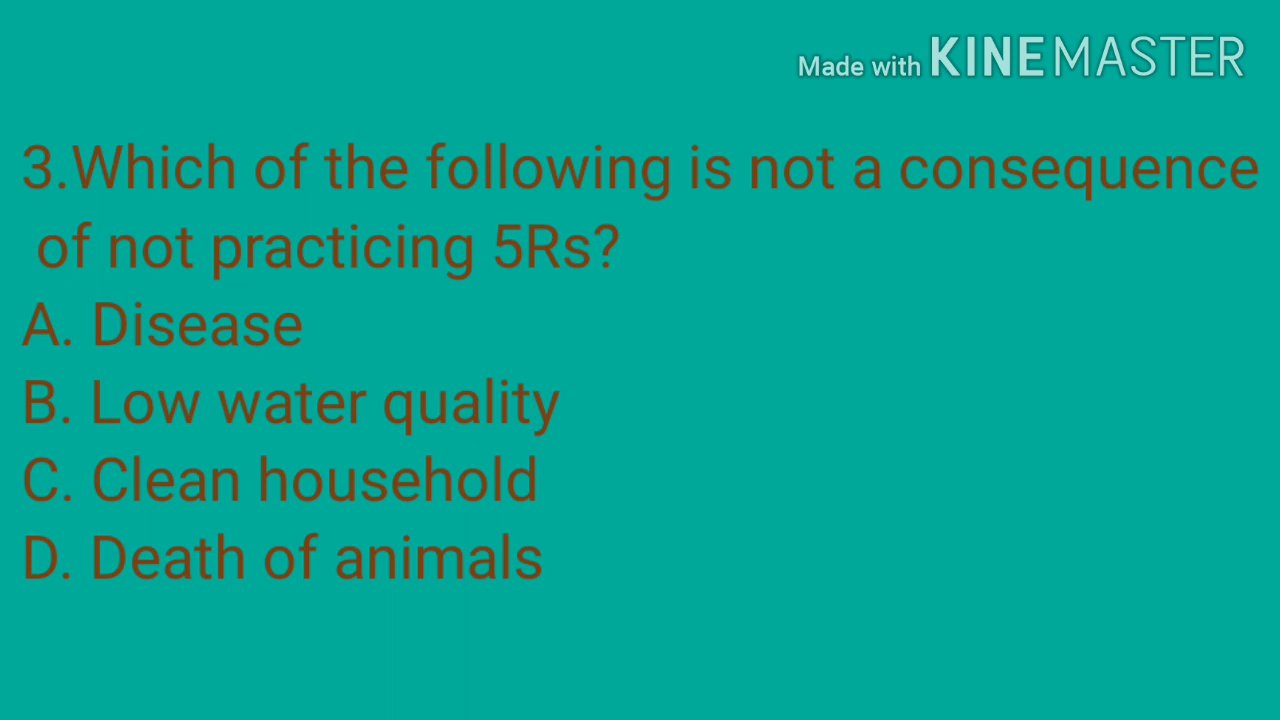 Made with KINEMASTER
3.Which of the following is not a consequence
of not practicing 5Rs?
A. Disease
B. Low water quality
C. Clean household
D. Death of animals